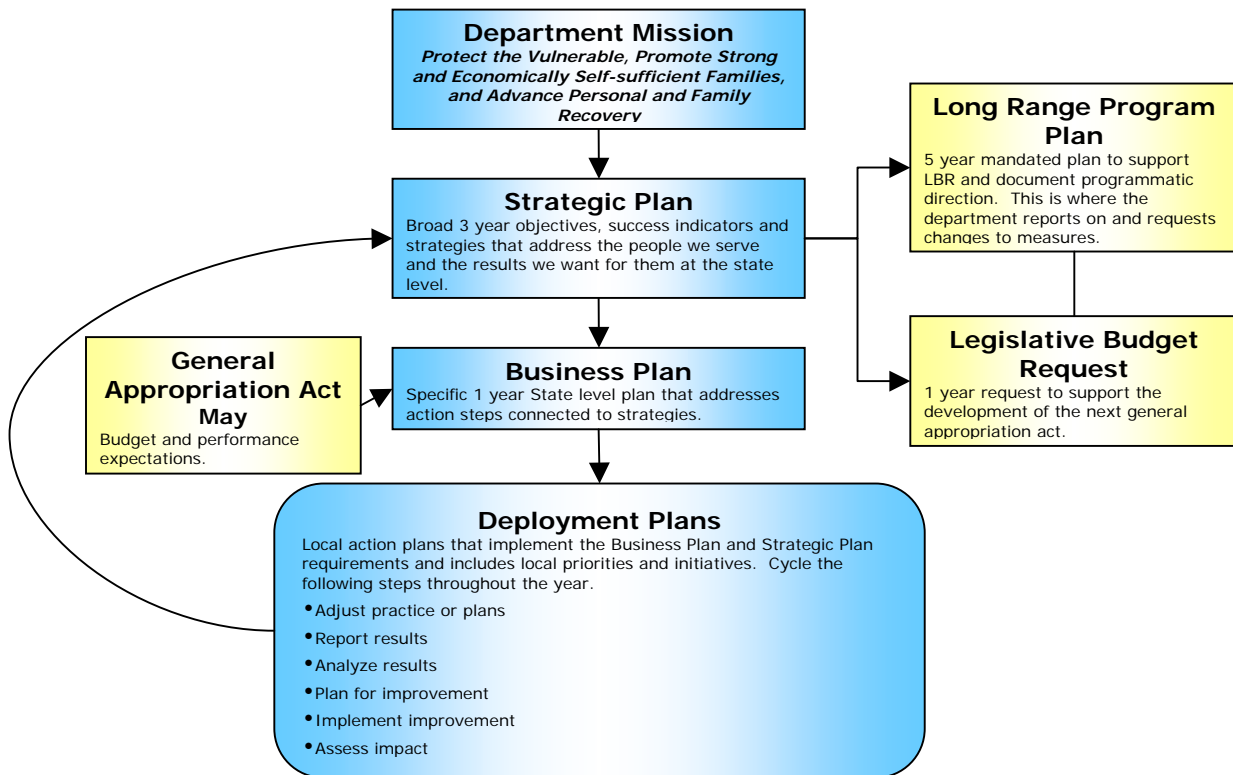 Department Mission
Protect the Vulnerable, Promote Strong
and Economically Self-sufficient Families,
and Advance Personal and Family
Recovery
Long Range Program
Plan
5 year mandated plan to support
LBR and document programmatic
direction.  This is where the
department reports on and requests
changes to measures.
Strategic Plan
Broad 3 year objectives, success indicators and
strategies that address the people we serve
and the results we want for them at the state
level.
General
Appropriation Act
May
Budget and performance
expectations.
Business Plan
Specific 1 year State level plan that addresses
action steps connected to strategies.
Legislative Budget
Request
1 year request to support the
development of the next general
appropriation act.
Deployment Plans
Local action plans that implement the Business Plan and Strategic Plan
requirements and includes local priorities and initiatives.  Cycle the
following steps throughout the year.
•Adjust practice or plans
•Report results
•Analyze results
•Plan for improvement
•Implement improvement
•Assess impact